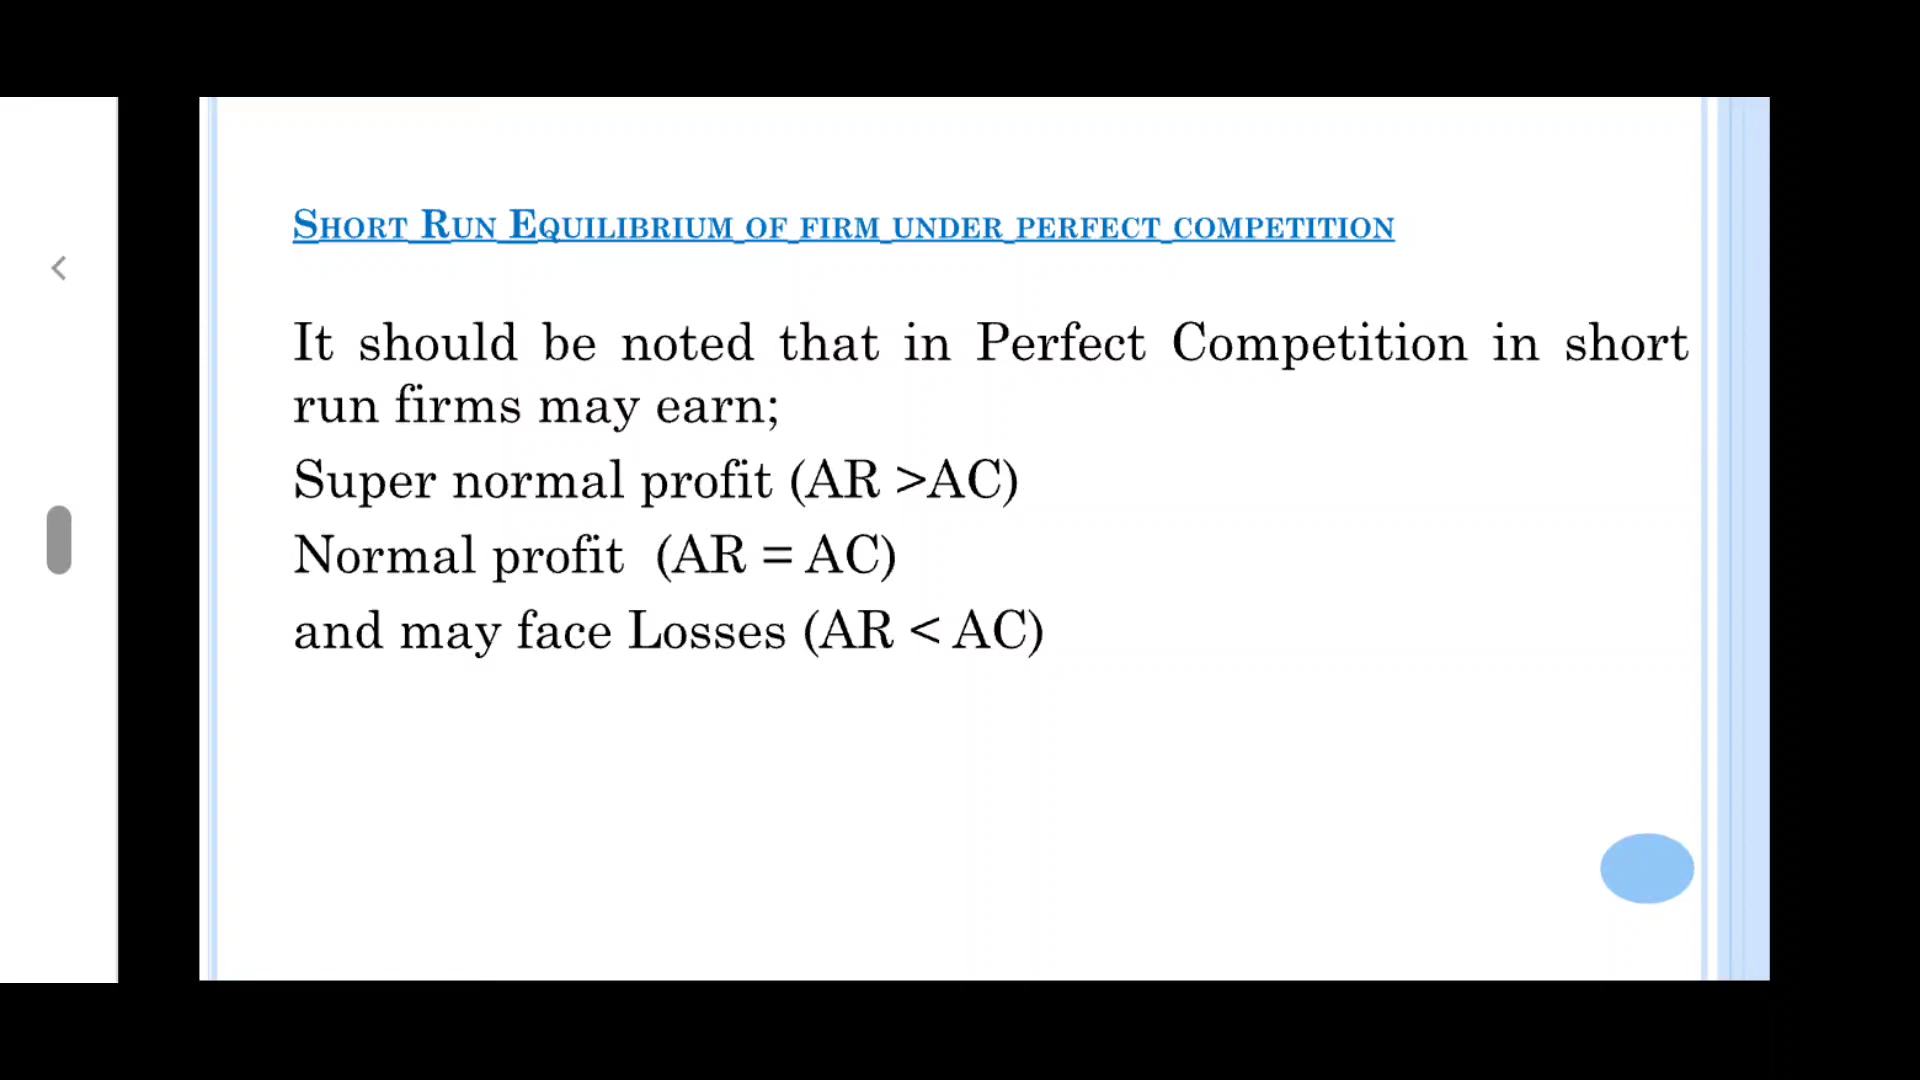 SHORT RUN EQUILIBRIUM OF FIRM UNDER PERFECT COMPETITION
It should be noted that in Perfect Competition in short
run firms may earn;
Super normal profit (AR >AC)
Normal profit (AR = AC)
and may face Losses (AR < AC)